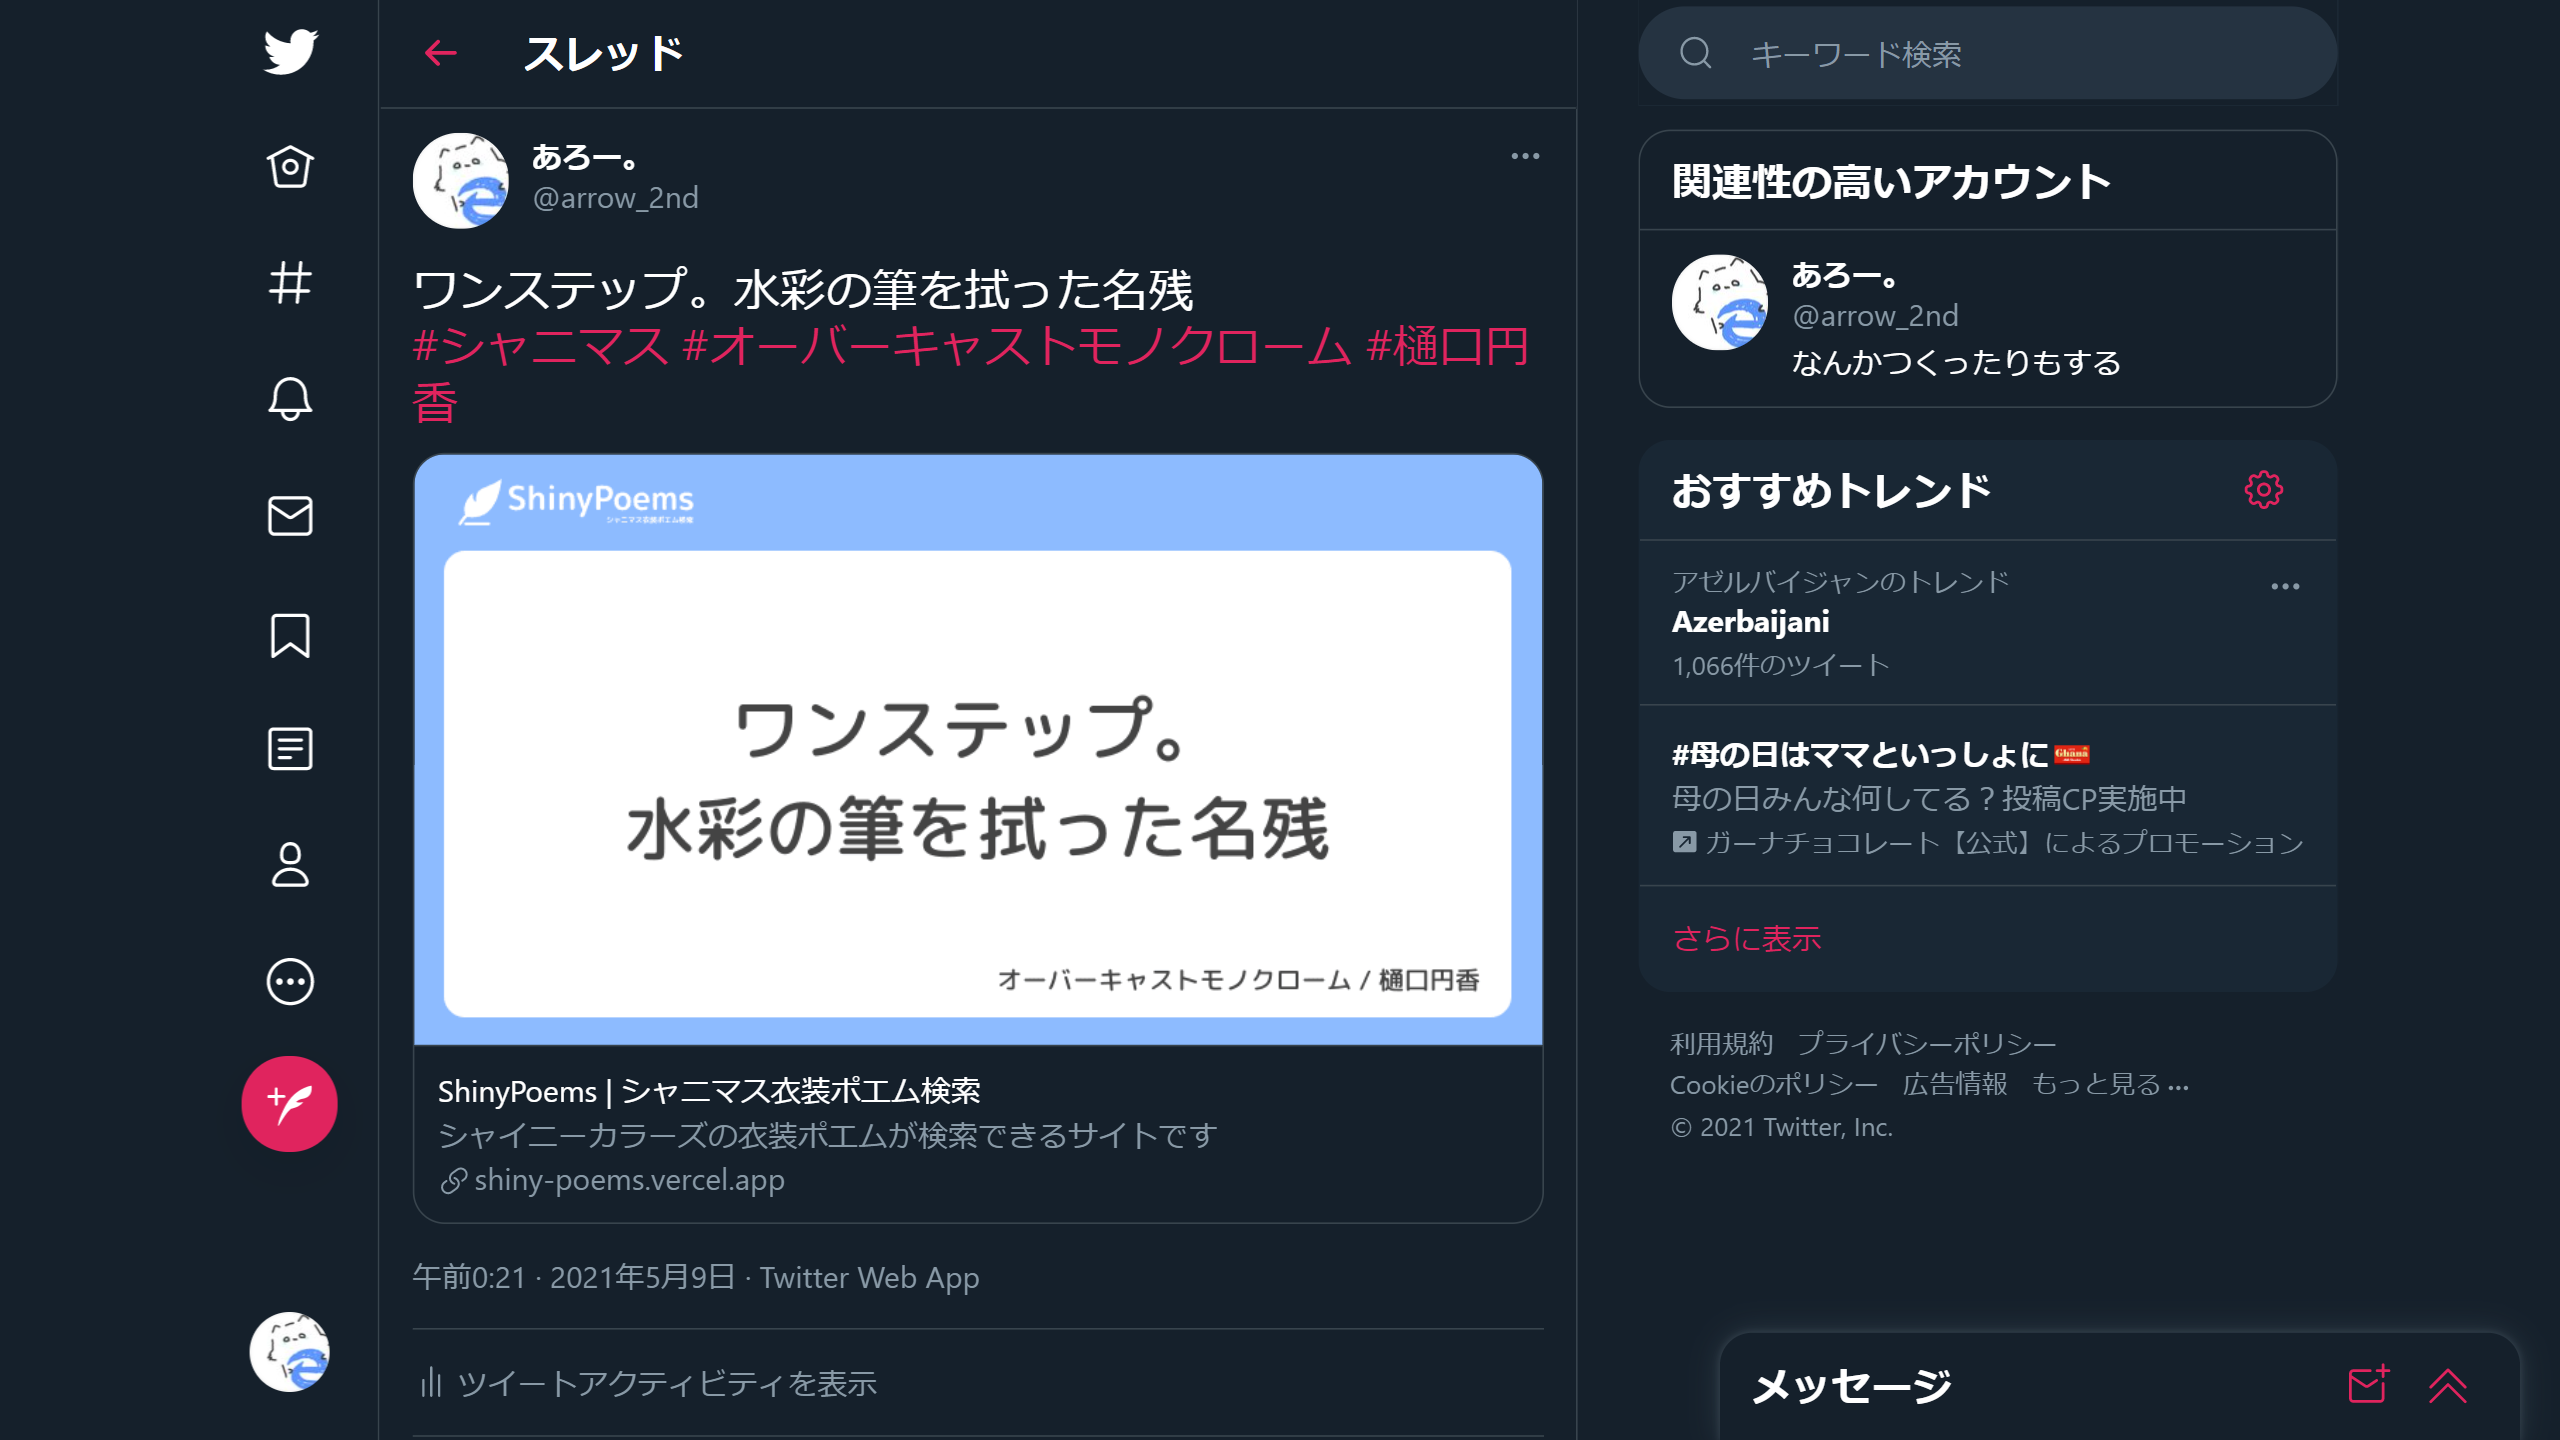 スレッド
あろー。
@arrow_2nd
ワンステップ。水彩の筆を拭った名残
#シャニマス #オーバーキャストモノクローム #樋口円
香
ShinyPoems
シャニマス衣装ポエム検索
ワンステップ。
水彩の筆を拭った名残
オーバーキャストモノクローム / 樋口円香
ShinyPoems | シャニマス衣装ポエム検索
シャイニーカラーズの衣装ポエムが検索できるサイトです
shiny-poems.vercel.app
午前0:21 · 2021年5月9日 · Twitter Web App
ツイートアクティビティを表示
キーワード検索
関連性の高いアカウント
あろー。
@arrow_2nd
なんかつくったりもする
おすすめトレンド
アゼルバイジャンのトレンド
Azerbaijani
1,066件のツイート
#母の日はママといっしょに
Ghana
母の日みんな何してる？投稿CP実施中
ガーナチョコレート【公式】によるプロモーション
さらに表示
利用規約 プライバシーポリシー
Cookieのポリシー 広告情報 もっと見る ···
© 2021 Twitter, Inc.
メッセージ